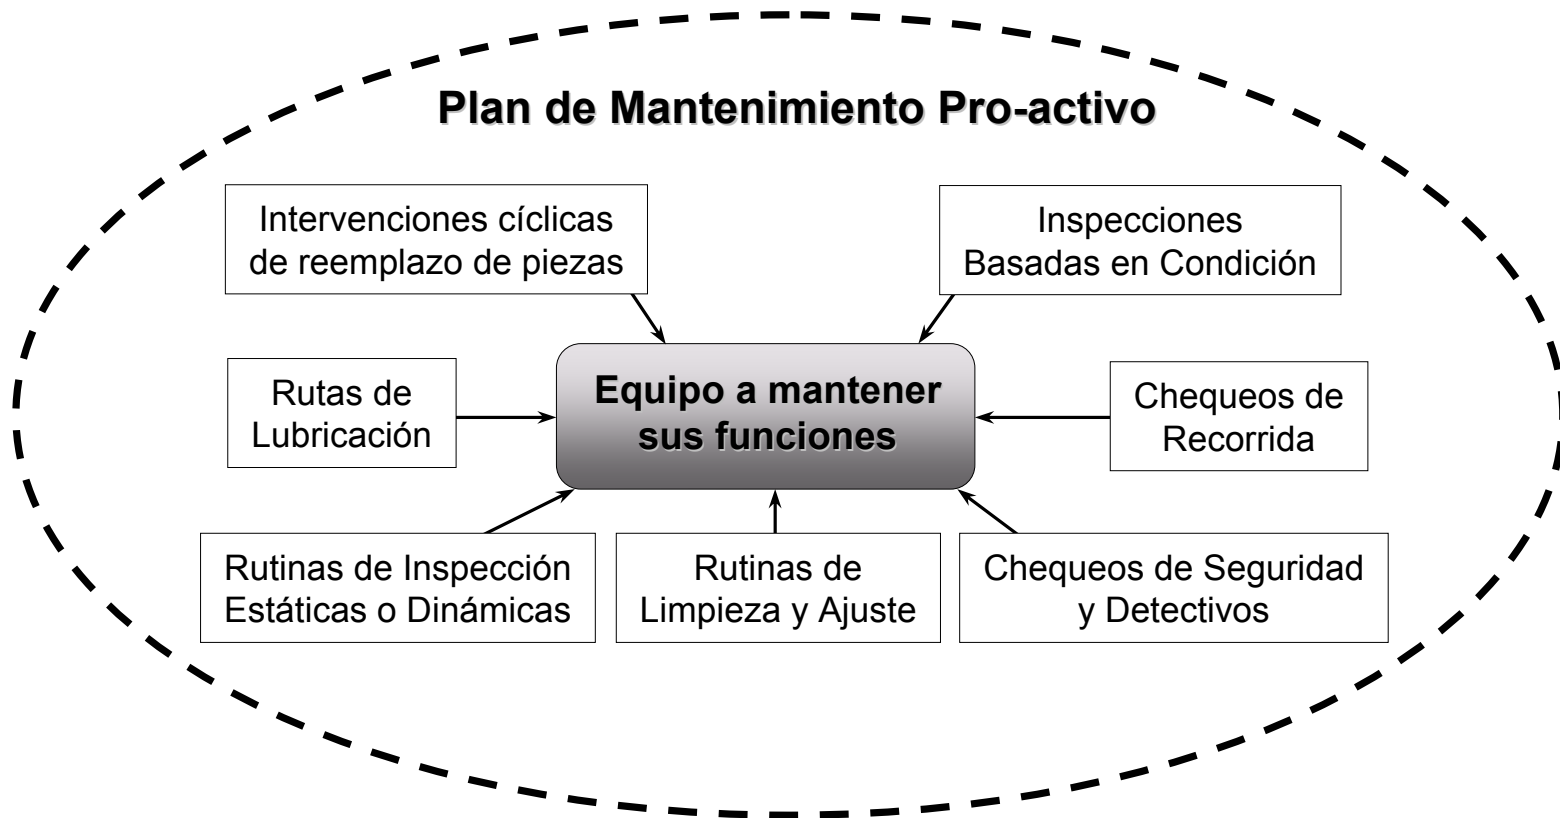 Plan de Mantenimiento Pro-activo
Intervenciones cíclicas
de reemplazo de piezas
Inspecciones
Basadas en Condición
Rutas de
Lubricación
Equipo a mantener
sus funciones
Chequeos de
Recorrida
Rutinas de Inspección
Estáticas o Dinámicas
Rutinas de
Limpieza y Ajuste
Chequeos de Seguridad
y Detectivos